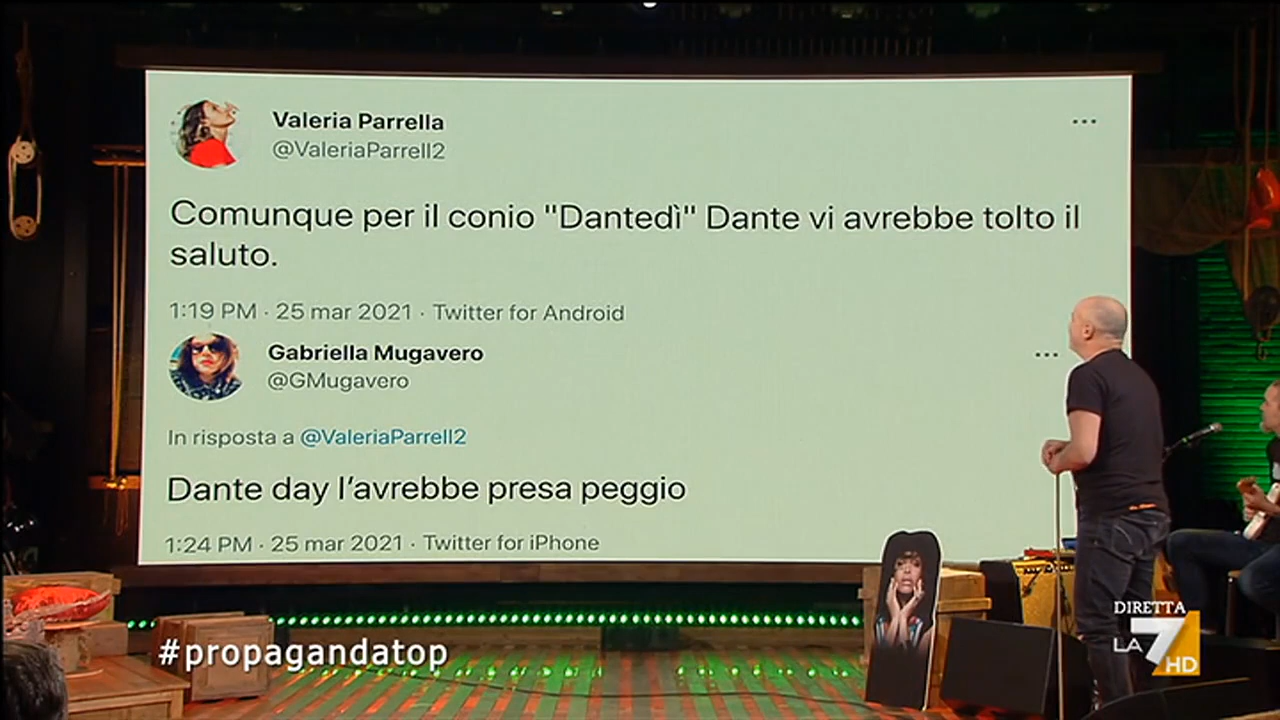 Valeria Parrella
@ValeriaParrell2
Comunque per il conio "Dantedì" Dante vi avrebbe tolto il
saluto.
1:19 PM · 25 mar 2021 · Twitter for Android
Gabriella Mugavero
@GMugavero
In risposta a @ValeriaParrell2
Dante day l'avrebbe presa peggio
1:24 PM · 25 mar 2021 · Twitter for iPhone
#propagandatop
DIRETTA
LA 7
HD